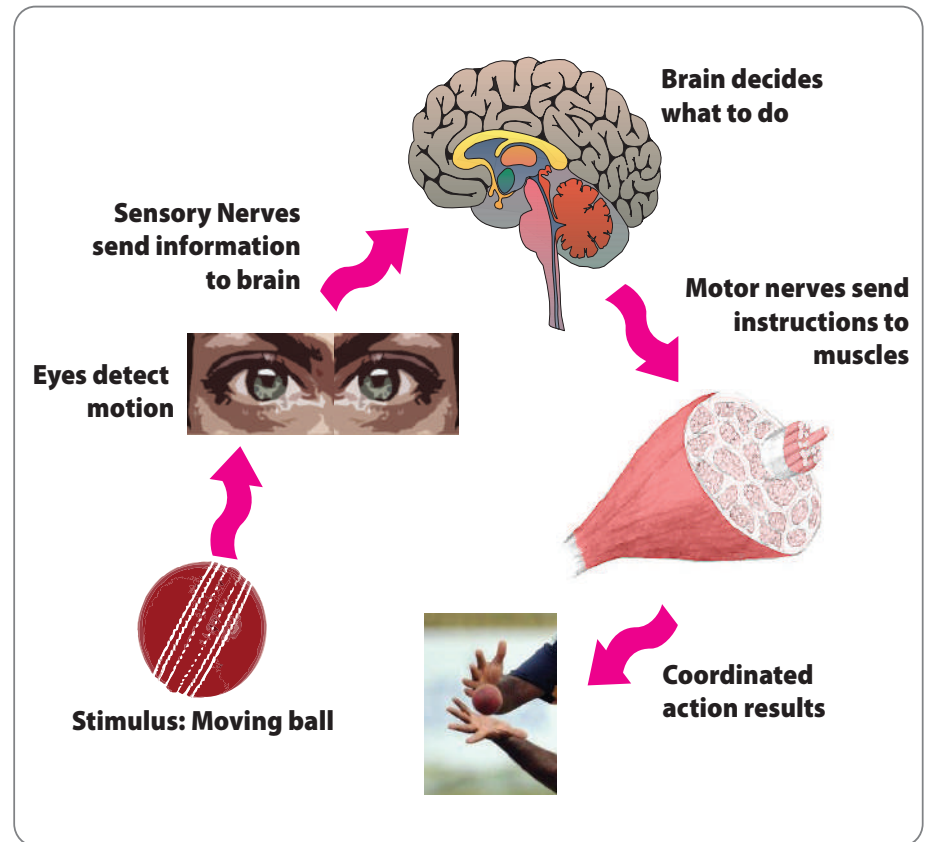 Brain decides
what to do
Sensory Nerves
send information
to brain
Motor nerves send
instructions to
muscles
Eyes detect
motion
Coordinated
action results
Stimulus: Moving ball